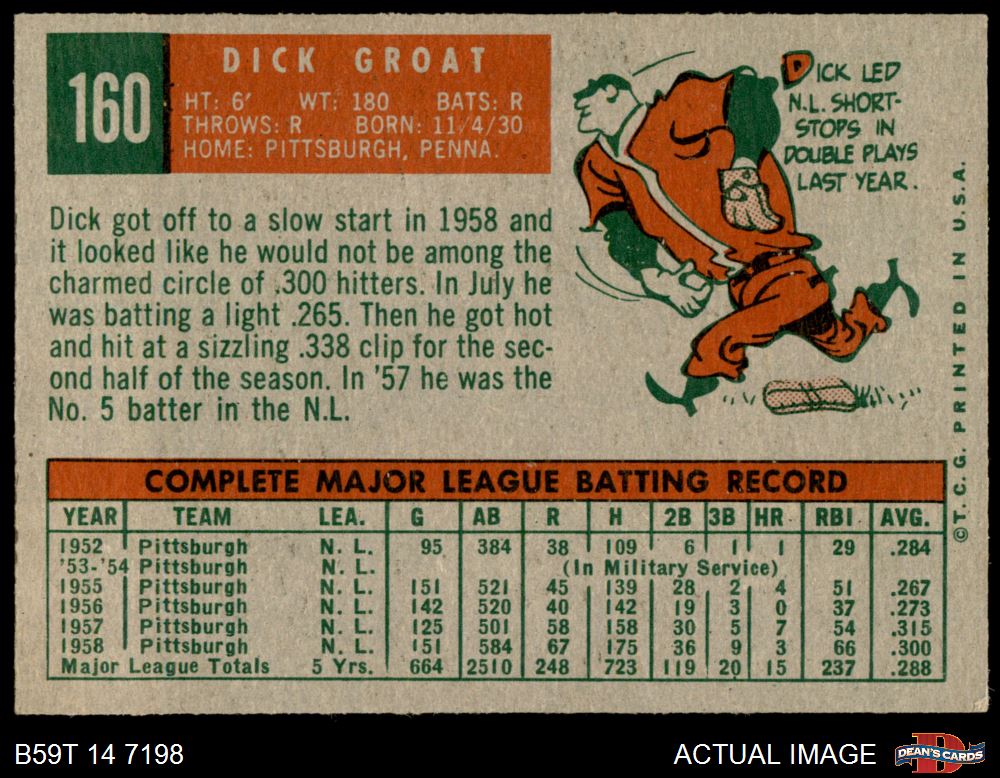 160
DICK GROAT
HT: 6' WT: 180 BATS: R
THROWS: R BORN: 11/4/30
HOME: PITTSBURGH, PENNA.
DICK LED
N.L. SHORT-
STOPS IN
DOUBLE PLAYS
LAST YEAR.
Dick got off to a slow start in 1958 and
it looked like he would not be among the
charmed circle of .300 hitters. In July he
was batting a light .265. Then he got hot
and hit at a sizzling .338 clip for the sec-
ond half of the season. In '57 he was the
No. 5 batter in the N.L.
COMPLETE MAJOR LEAGUE BATTING RECORD
YEAR TEAM LEA. G AB R H 2B 3B HR RBI AVG.
1952 Pittsburgh N. L. 95 384 38 109 6 1 1 29 .284
'53-'54 Pittsburgh N. L. (In Military Service)
1955 Pittsburgh N. L. 151 521 45 139 28 2 4 51 .267
1956 Pittsburgh N. L. 142 520 40 142 19 3 0 37 .273
1957 Pittsburgh N. L. 125 501 58 158 30 5 7 54 .315
1958 Pittsburgh N. L. 151 584 67 175 36 9 3 66 .300
Major League Totals 5 Yrs. 664 2510 248 723 119 20 15 237 .288
©T.C.G. PRINTED IN U.S.A.
B59T 14 7198
ACTUAL IMAGE
D
DEAN'S CARDS